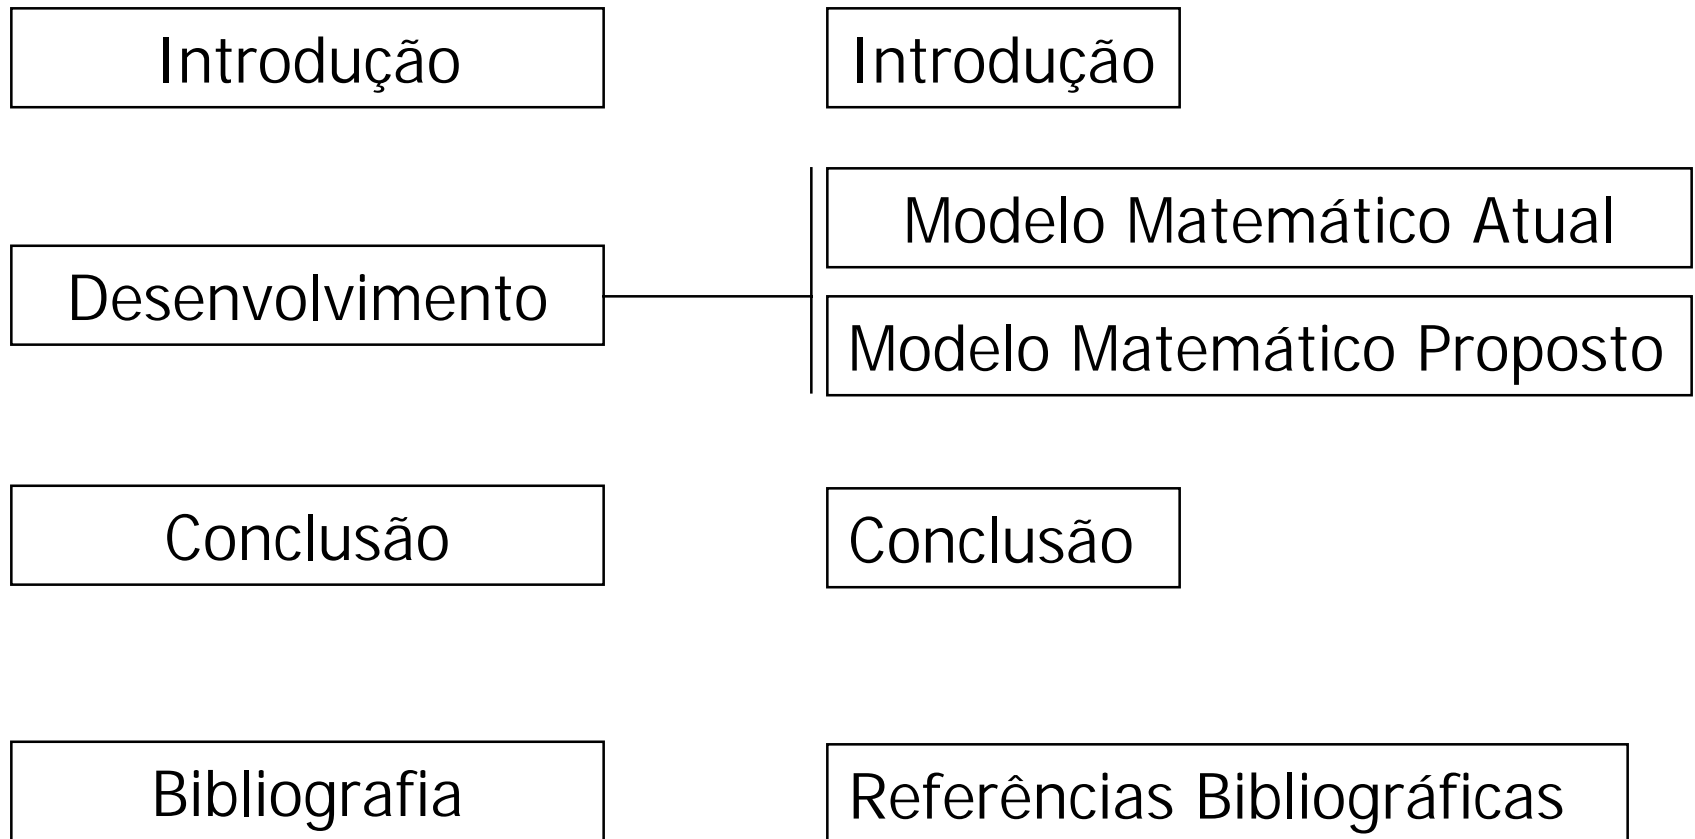 Introdução
Introdução
Desenvolvimento
Modelo Matemático Atual
Modelo Matemático Proposto
Conclusão
Conclusão
Bibliografia
Referências Bibliográficas